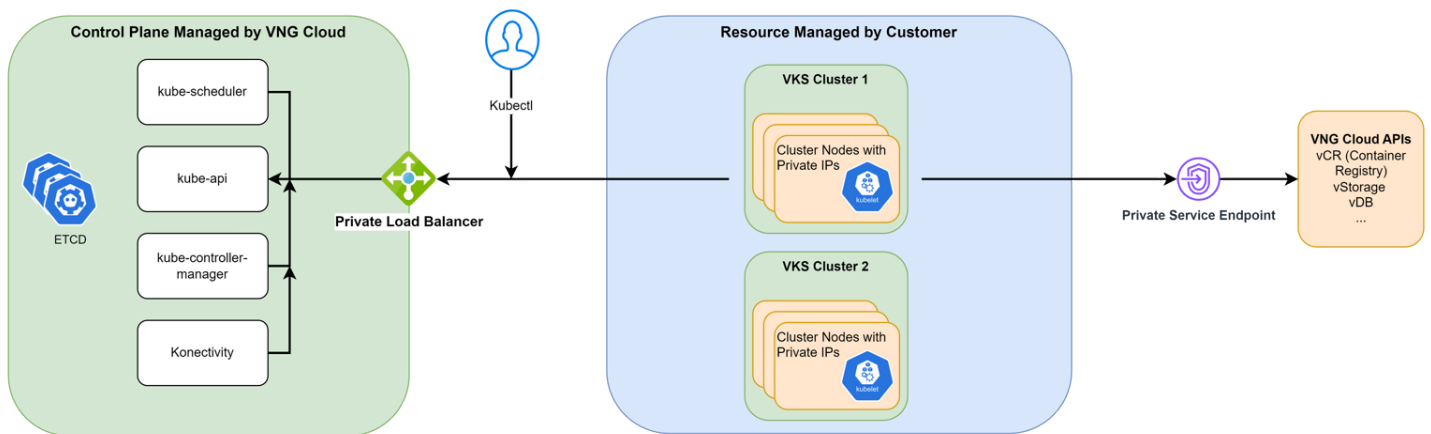 Control Plane Managed by VNG Cloud
kube-scheduler
kube-api
ETCD
kube-controller-
manager
Konectivity
Private Load Balancer
Kubectl
Resource Managed by Customer
VKS Cluster 1
Cluster Nodes with
Private IPs
kubelet
VKS Cluster 2
Cluster Nodes with
Private IPs
kubelet
Private Service Endpoint
VNG Cloud APIs
vCR (Container
Registry)
vStorage
vDB
...